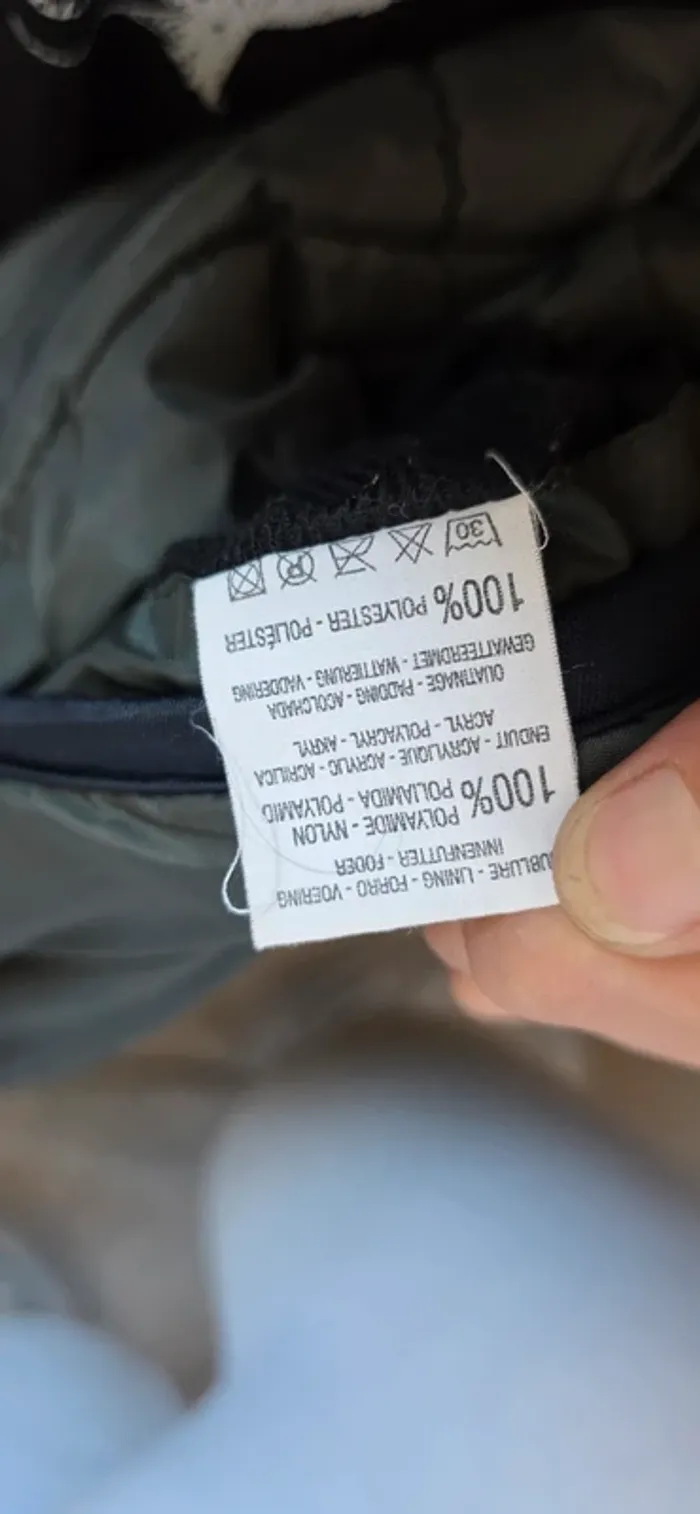 UBLURE - LINING - FORRO - VOERING
INNENFUTTER - FODER
100% POLYAMIDE - NYLON -
POLIAMIDA - POLYAMID
ENDUIT - ACRYLIQUE - ACRYLIC - ACRILICA
ACRYL - POLYACRYL - AKRYL
OUATINAGE - PADDING - ACOLCHADA
GEWATTEERDMET - WATTIERUNG - VADDERING
100% POLYESTER - POLIÉSTER
30 P